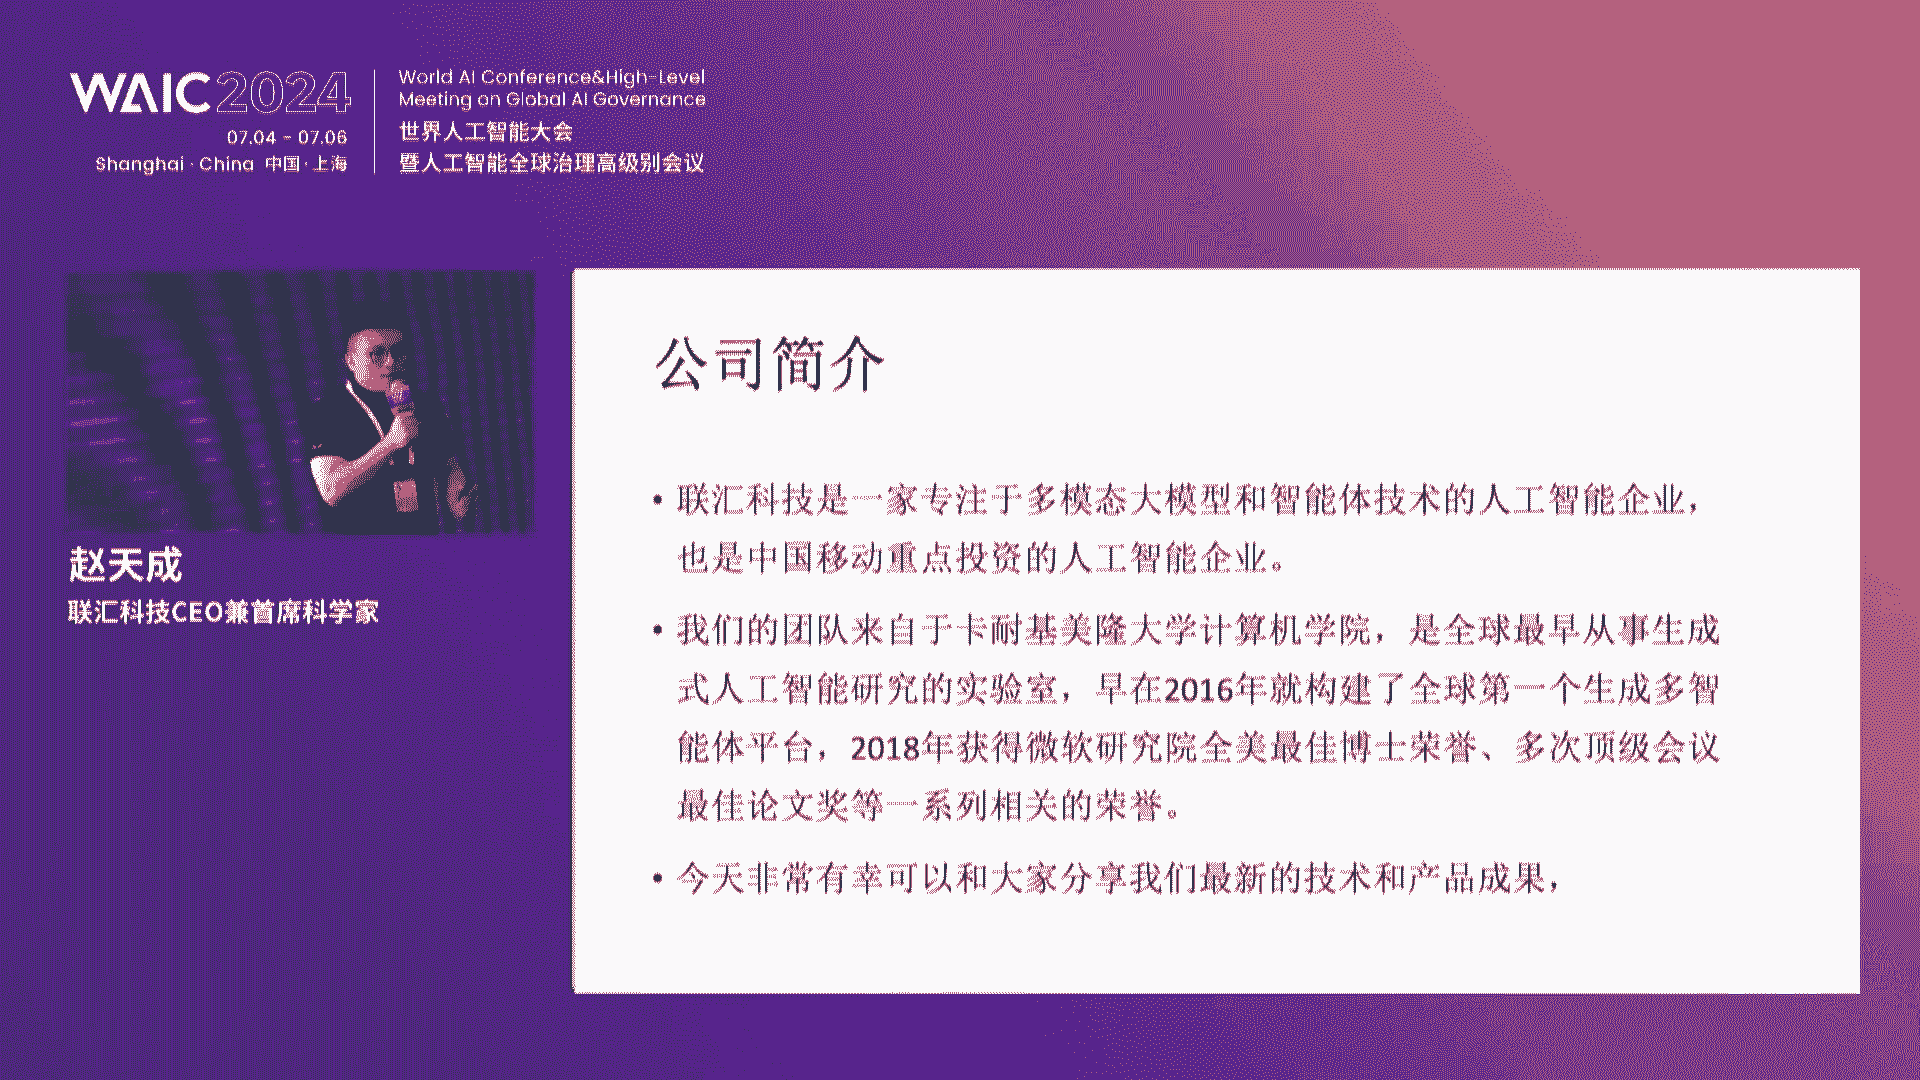 WAIC 2024
07.04 - 07.06
Shanghai · China 中国·上海
World AI Conference&High-Level
Meeting on Global AI Governance
世界人工智能大会
暨人工智能全球治理高级别会议
赵天成
联汇科技CEO兼首席科学家
公司简介
• 联汇科技是一家专注于多模态大模型和智能体技术的人工智能企业，
也是中国移动重点投资的人工智能企业。
• 我们的团队来自于卡耐基美隆大学计算机学院，是全球最早从事生成
式人工智能研究的实验室，早在2016年就构建了全球第一个生成多智
能体平台，2018年获得微软研究院全美最佳博士荣誉、多次顶级会议
最佳论文奖等一系列相关的荣誉。
• 今天非常有幸可以和大家分享我们最新的技术和产品成果，